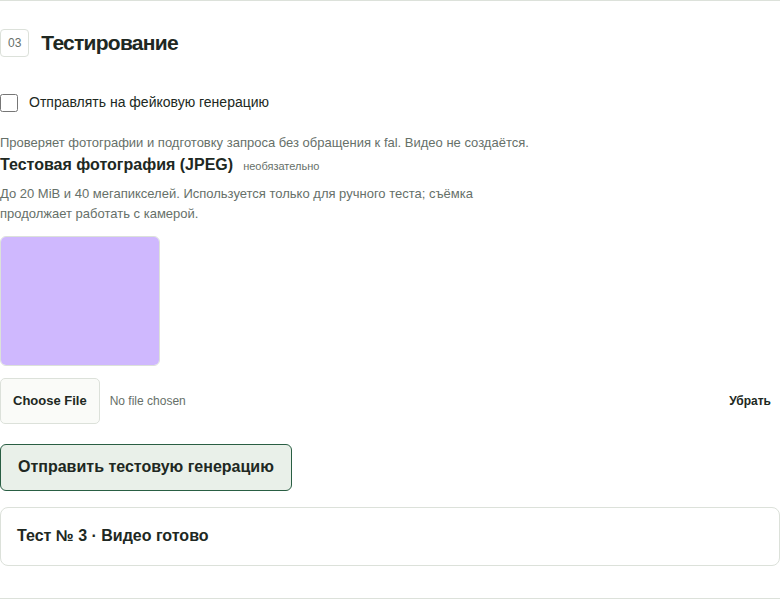 03 Тестирование
Отправлять на фейковую генерацию
Проверяет фотографии и подготовку запроса без обращения к fal. Видео не создаётся.
Тестовая фотография (JPEG) необязательно
До 20 MiB и 40 мегапикселей. Используется только для ручного теста; съёмка
продолжает работать с камерой.
Choose File No file chosen Убрать
Отправить тестовую генерацию
Тест № 3 · Видео готово